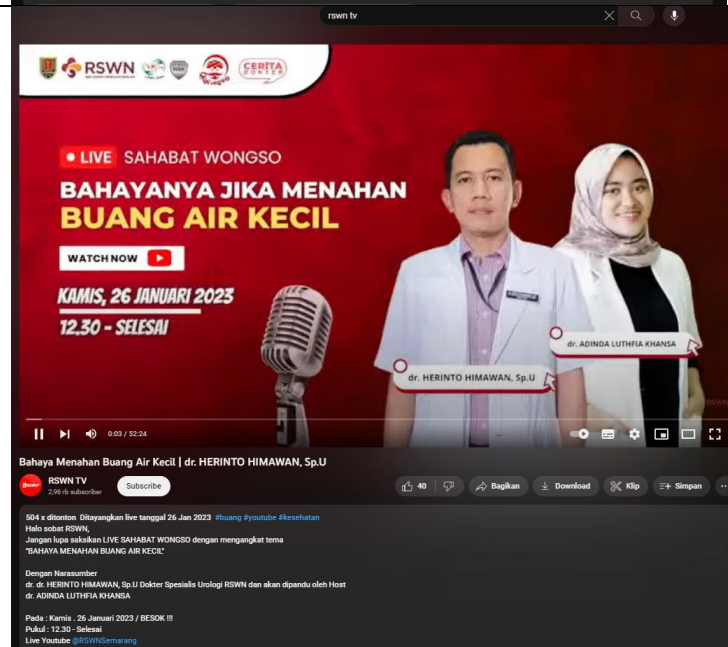 rswn tv
RSWN
CERITA
DOKTER
LIVE SAHABAT WONGSO
BAHAYANYA JIKA MENAHAN
BUANG AIR KECIL
WATCH NOW
KAMIS, 26 JANUARI 2023
12.30 - SELESAI
dr. ADINDA LUTHFIA KHANSA
dr. HERINTO HIMAWAN, Sp.U
0:03 / 52:24
Bahaya Menahan Buang Air Kecil | dr. HERINTO HIMAWAN, Sp.U
RSWN TV
2,96 rb subscriber
Subscribe
40
Bagikan
Download
Klip
Simpan
504 x ditonton Ditayangkan live tanggal 26 Jan 2023 #buang #youtube #kesehatan
Halo sobat RSWN,
Jangan lupa saksikan LIVE SAHABAT WONGSO dengan mengangkat tema
"BAHAYA MENAHAN BUANG AIR KECIL"
Dengan Narasumber
dr. dr. HERINTO HIMAWAN, Sp.U Dokter Spesialis Urologi RSWN dan akan dipandu oleh Host
dr. ADINDA LUTHFIA KHANSA
Pada : Kamis . 26 Januari 2023 / BESOK !!!
Pukul : 12.30 - Selesai
Live Youtube @RSWNSemarang